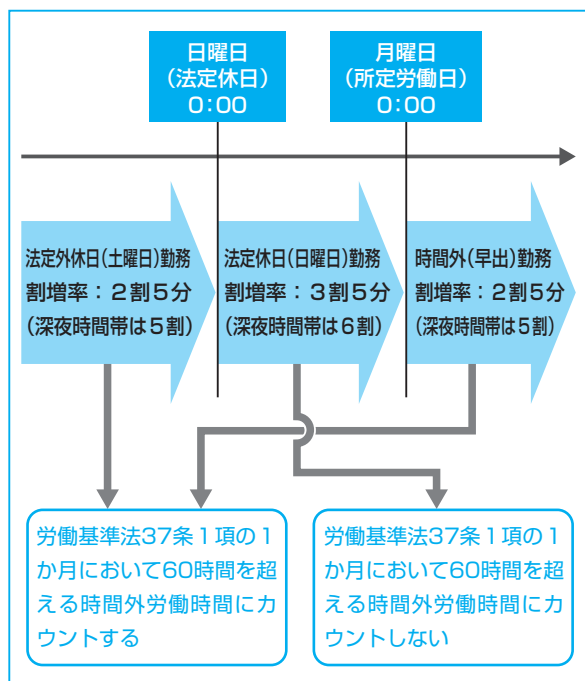 日曜日
（法定休日）
０：００
月曜日
（所定労働日）
０：００
法定外休日(土曜日)勤務
割増率：２割５分
(深夜時間帯は５割)
法定休日(日曜日)勤務
割増率：３割５分
(深夜時間帯は６割)
時間外(早出)勤務
割増率：２割５分
(深夜時間帯は５割)
労働基準法37条１項の１
か月において60時間を超
える時間外労働時間にカ
ウントする
労働基準法37条１項の１
か月において60時間を超
える時間外労働時間にカ
ウントしない